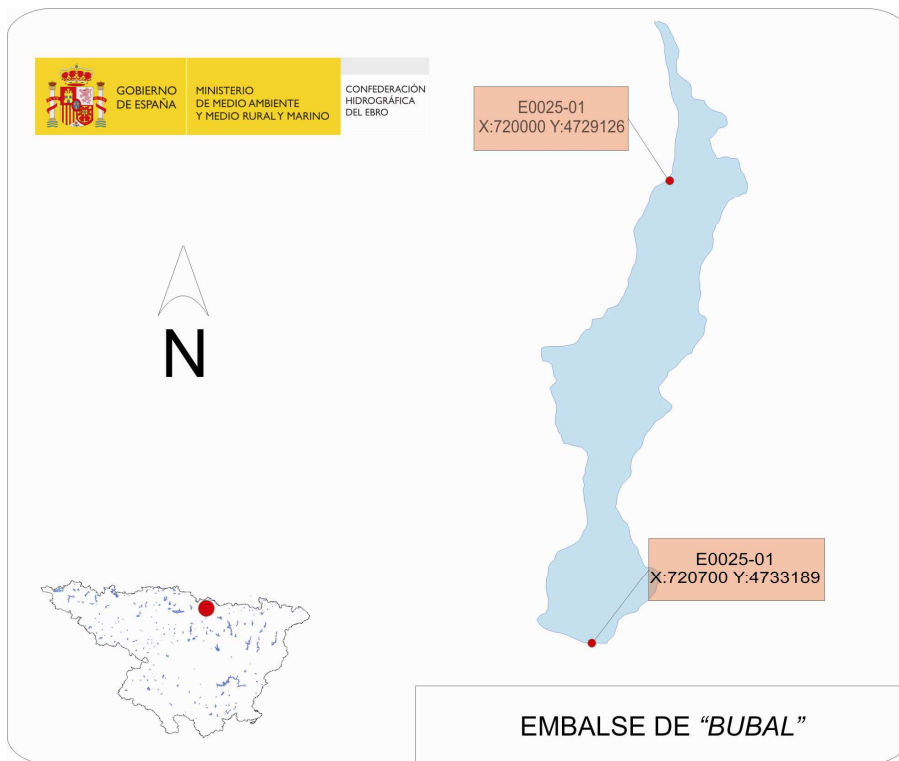 GOBIERNO
DE ESPAÑA
MINISTERIO
DE MEDIO AMBIENTE
Y MEDIO RURAL Y MARINO
CONFEDERACIÓN
HIDROGRÁFICA
DEL EBRO
E0025-01
X:720000 Y:4729126
N
E0025-01
X:720700 Y:4733189
EMBALSE DE "BUBAL"